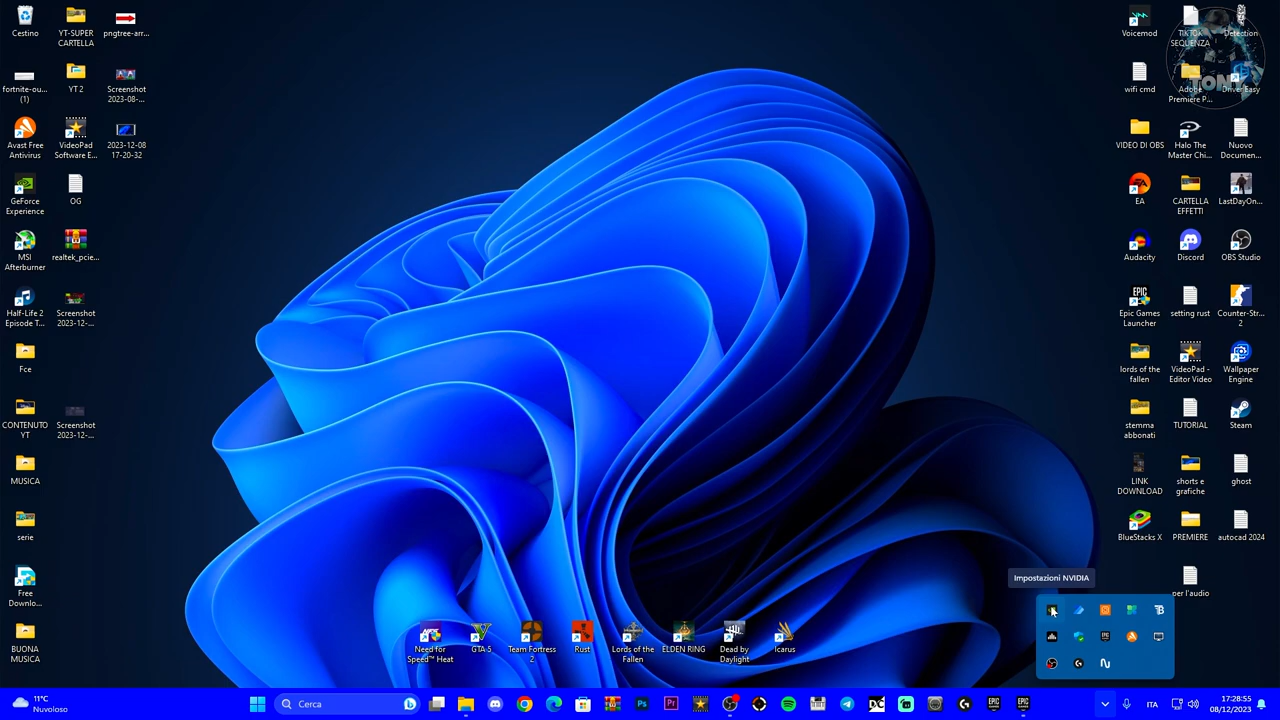 Cestino
YT-SUPER
CARTELLA
pngtree-arr...
fortnite-ou...
(1)
YT 2
Screenshot
2023-08-...
Avast Free
Antivirus
VideoPad
Software E...
2023-12-08
17-20-32
GeForce
Experience
OG
MSI
Afterburner
realtek_pcie...
Half-Life 2
Episode T...
Screenshot
2023-12-...
Fce
CONTENUTO
YT
Screenshot
2023-12-...
MUSICA
serie
Free
Downlo...
BUONA
MUSICA
Voicemod
TIKTOK
SEQUENZA
Detection
TONY
wifi cmd
Adobe
Premiere P...
Driver Easy
VIDEO DI OBS
Halo The
Master Chi...
Nuovo
Documen...
EA
CARTELLA
EFFETTI
LastDayOn...
Audacity
Discord
OBS Studio
EPIC
GAMES
Epic Games
Launcher
setting rust
Counter-Str...
2
lords of the
fallen
VideoPad -
Editor Video
Wallpaper
Engine
stemma
abbonati
TUTORIAL
Steam
LINK
DOWNLOAD
shorts e
grafiche
ghost
BlueStacks X
PREMIERE
autocad 2024
per l'audio
Impostazioni NVIDIA
Need for
Speed™ Heat
GTA 5
Team Fortress
2
Rust
Lords of the
Fallen
ELDEN RING
Dead by
Daylight
Icarus
11°C
Nuvoloso
Cerca
Ps
Pr
EPIC
EPIC
ITA
17:28:55
08/12/2023